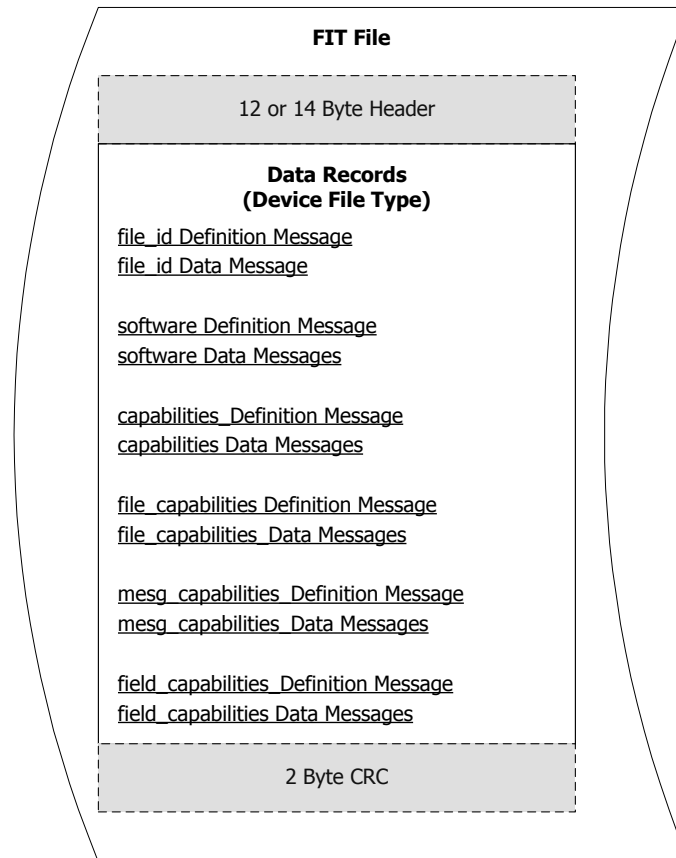 FIT File
12 or 14 Byte Header
Data Records
(Device File Type)
file_id Definition Message
file_id Data Message
software Definition Message
software Data Messages
capabilities_Definition Message
capabilities Data Messages
file_capabilities Definition Message
file_capabilities_Data Messages
mesg_capabilities_Definition Message
mesg_capabilities_Data Messages
field_capabilities_Definition Message
field_capabilities Data Messages
2 Byte CRC